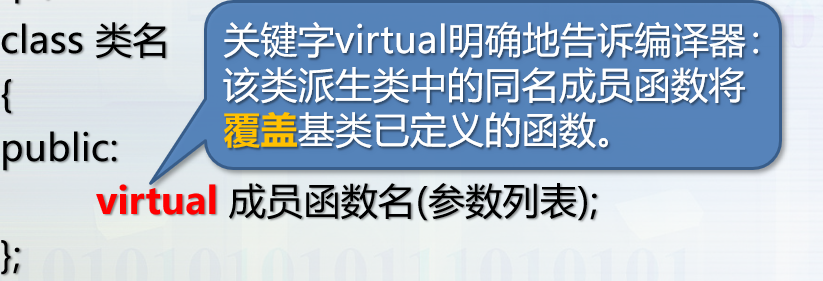 class 类名
{
public:
关键字virtual明确地告诉编译器：
该类派生类中的同名成员函数将
覆盖基类已定义的函数。
virtual 成员函数名(参数列表);
};